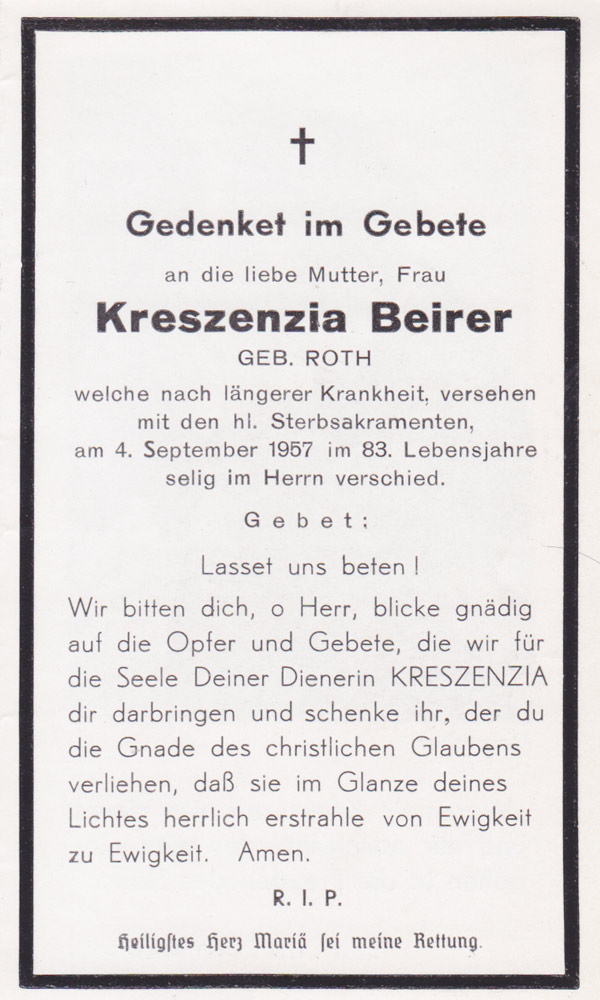 Gedenket im Gebete
an die liebe Mutter, Frau
Kreszenzia Beirer
GEB. ROTH
welche nach längerer Krankheit, versehen
mit den hl. Sterbsakramenten,
am 4. September 1957 im 83. Lebensjahre
selig im Herrn verschied.
Gebet:
Lasset uns beten!
Wir bitten dich, o Herr, blicke gnädig
auf die Opfer und Gebete, die wir für
die Seele Deiner Dienerin KRESZENZIA
dir darbringen und schenke ihr, der du
die Gnade des christlichen Glaubens
verliehen, daß sie im Glanze deines
Lichtes herrlich erstrahle von Ewigkeit
zu Ewigkeit. Amen.
R. I. P.
Heiligſtes Herz Mariä ſei meine Rettung.